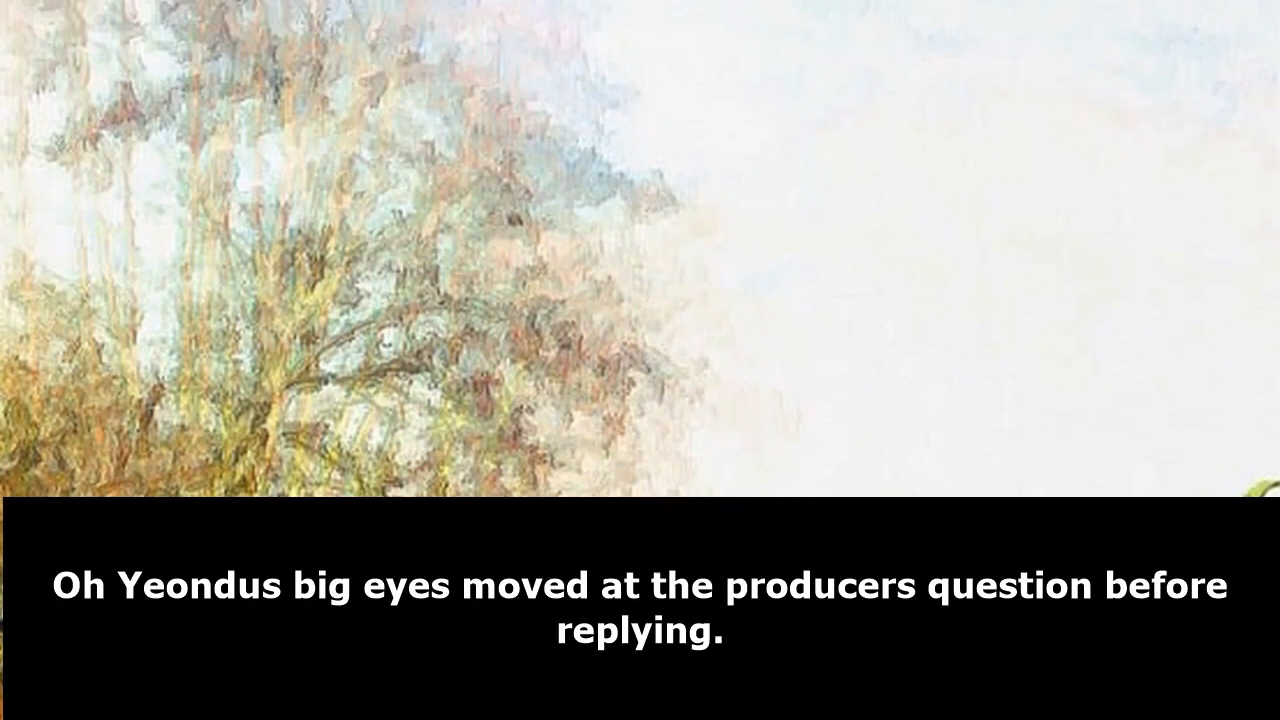 Oh Yeondus big eyes moved at the producers question before
replying.